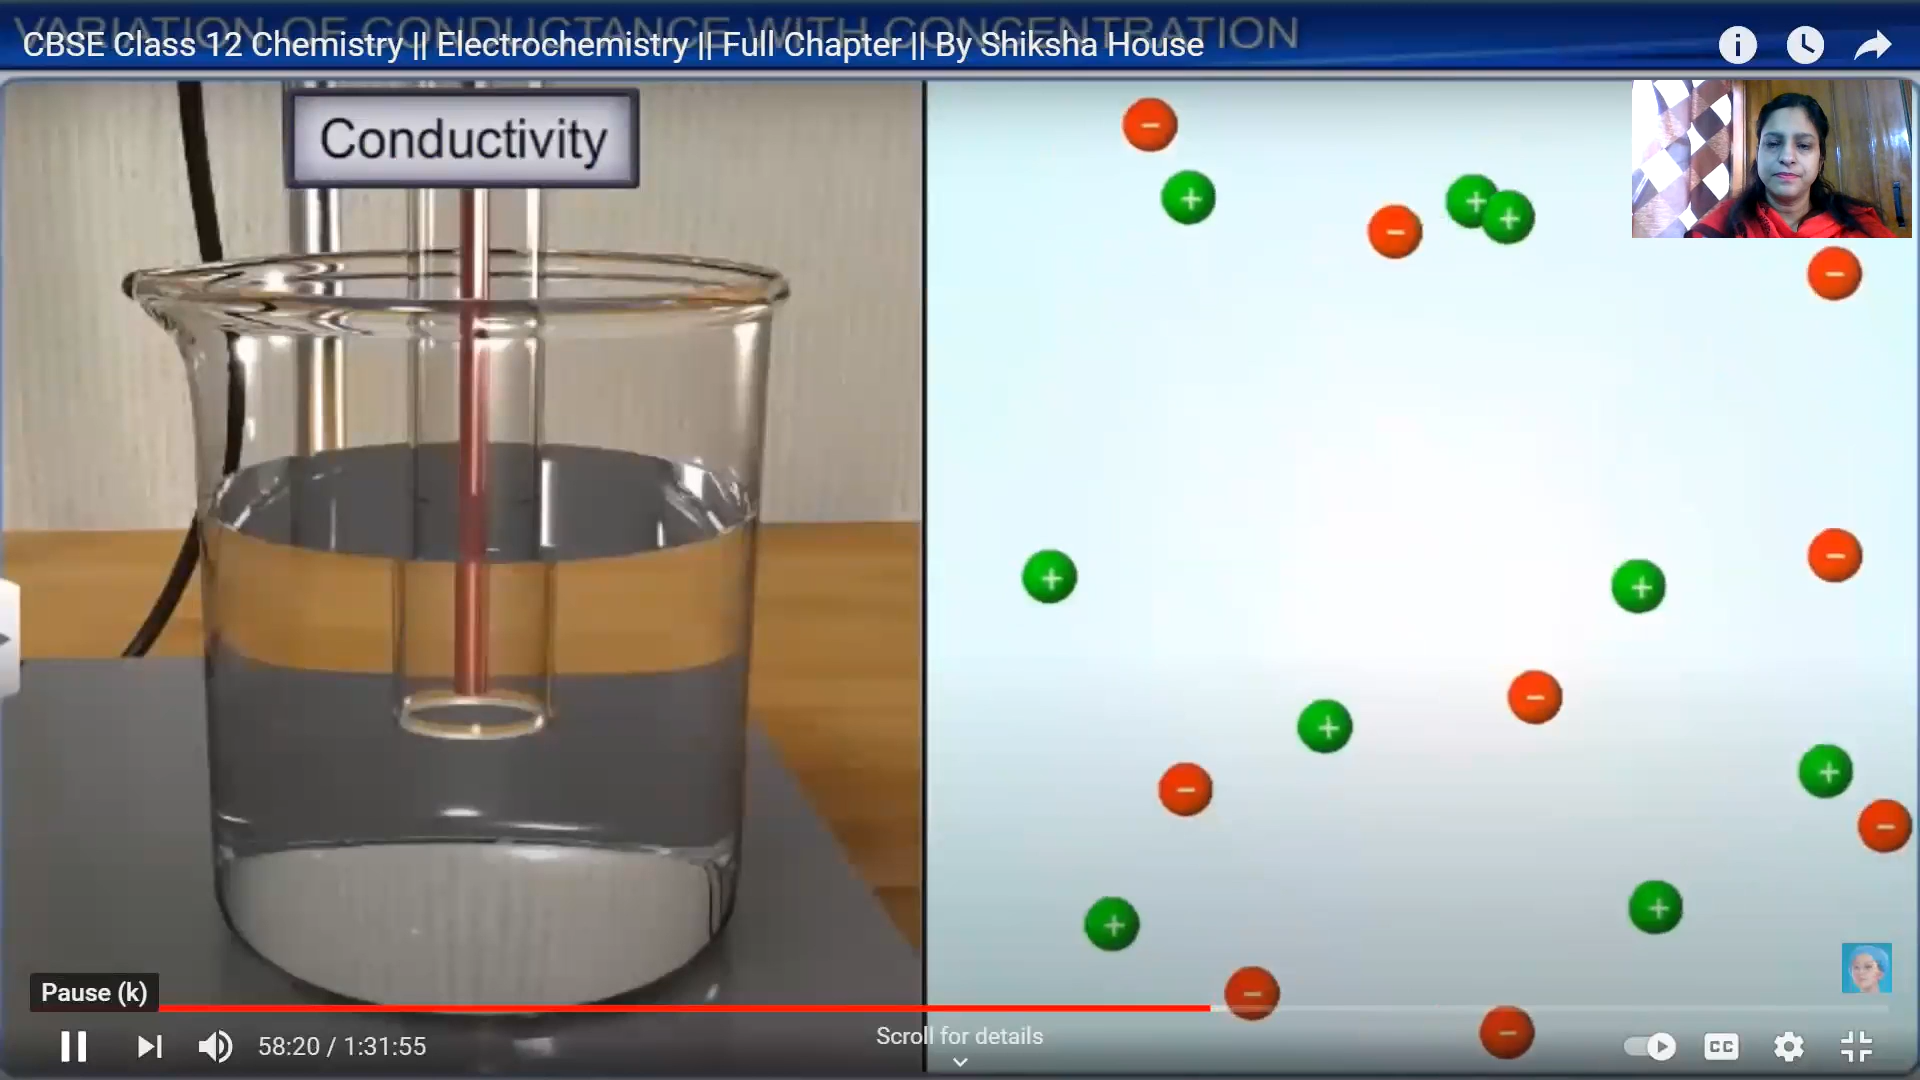 VARIATION OF CONDUCTANCE WITH CONCENTRATION
CBSE Class 12 Chemistry || Electrochemistry || Full Chapter || By Shiksha House
i
Conductivity
−
+
−
+
+
−
+
+
−
−
+
+
−
−
+
+
−
−
Pause (k)
58:20 / 1:31:55
Scroll for details
CC